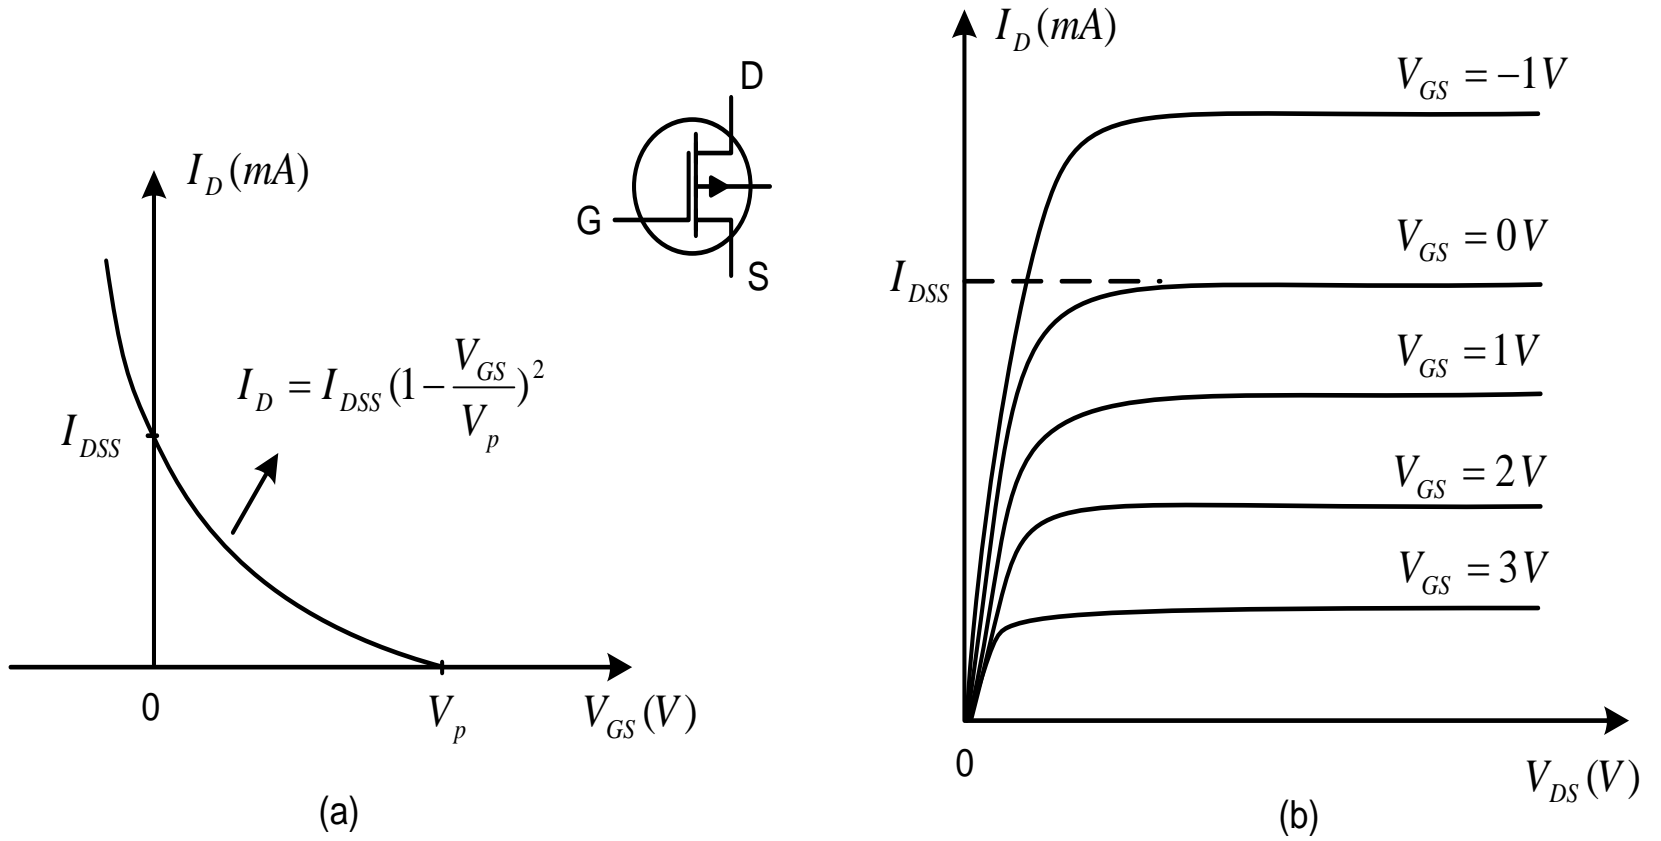 I_D (mA)
D
G
S
I_D = I_DSS (1 − V_GS / V_p)^2
I_DSS
0
V_p
V_GS (V)
(a)
I_D (mA)
V_GS = −1V
V_GS = 0V
I_DSS
V_GS = 1V
V_GS = 2V
V_GS = 3V
0
V_DS (V)
(b)